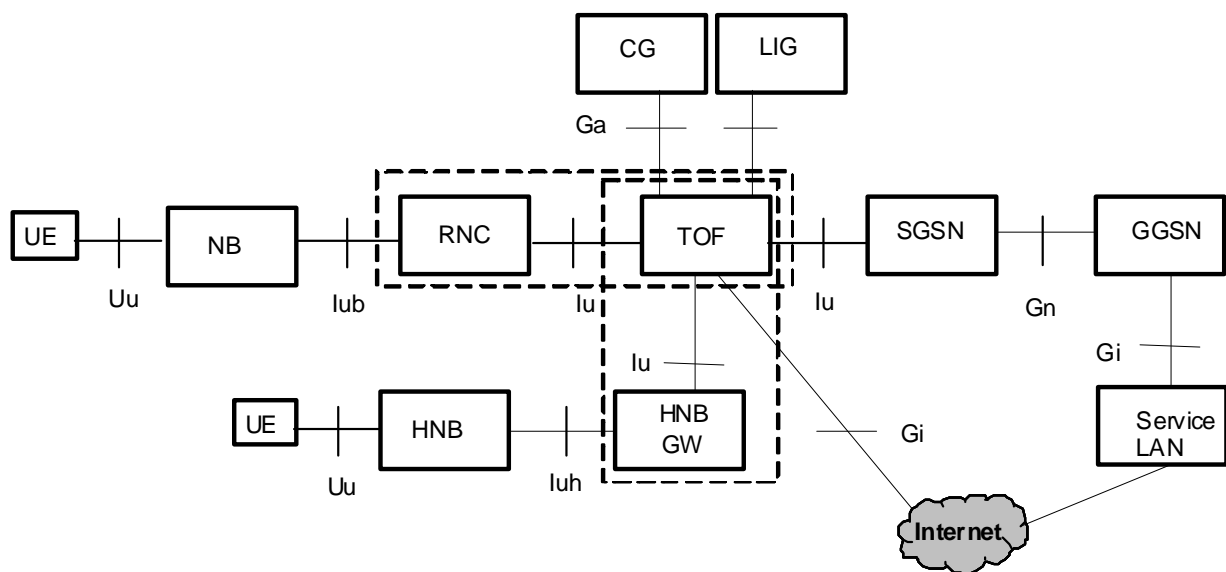 CG
LIG
Ga
UE
NB
RNC
TOF
SGSN
GGSN
Uu
Iub
Iu
Iu
Gn
Iu
Gi
UE
HNB
HNB
GW
Gi
Service
LAN
Uu
Iuh
Internet